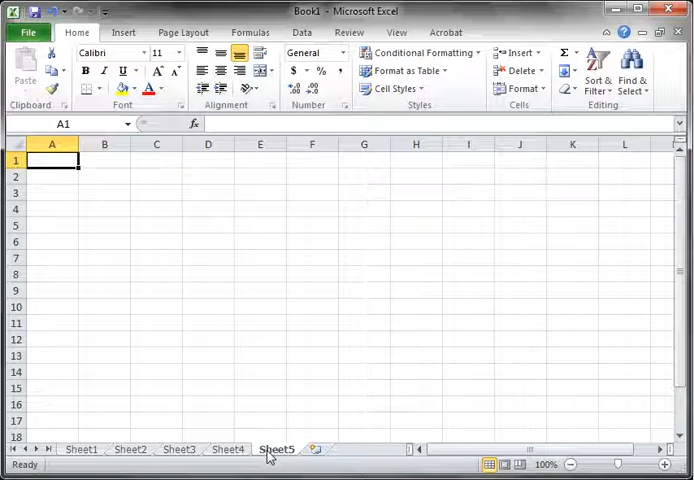 Book1 - Microsoft Excel
File Home Insert Page Layout Formulas Data Review View Acrobat
Calibri 11 General Conditional Formatting Insert Σ
Paste B I U A A $ % , Format as Table Delete Sort & Filter Find & Select
A Cell Styles Format
Clipboard Font Alignment Number Styles Cells Editing
A1 fx
A B C D E F G H I J K L
1
2
3
4
5
6
7
8
9
10
11
12
13
14
15
16
17
18
Sheet1 Sheet2 Sheet3 Sheet4 Sheet5
Ready 100%